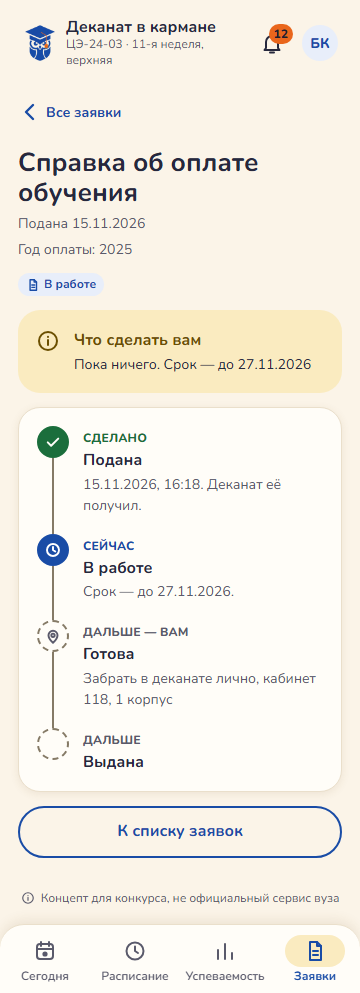 Деканат в кармане
ЦЭ-24-03 · 11-я неделя,
верхняя
12
БК
Все заявки
Справка об оплате
обучения
Подана 15.11.2026
Год оплаты: 2025
В работе
Что сделать вам
Пока ничего. Срок — до 27.11.2026
СДЕЛАНО
Подана
15.11.2026, 16:18. Деканат её
получил.
СЕЙЧАС
В работе
Срок — до 27.11.2026.
ДАЛЬШЕ — ВАМ
Готова
Забрать в деканате лично, кабинет
118, 1 корпус
ДАЛЬШЕ
Выдана
К списку заявок
Концепт для конкурса, не официальный сервис вуза
Сегодня
Расписание
Успеваемость
Заявки